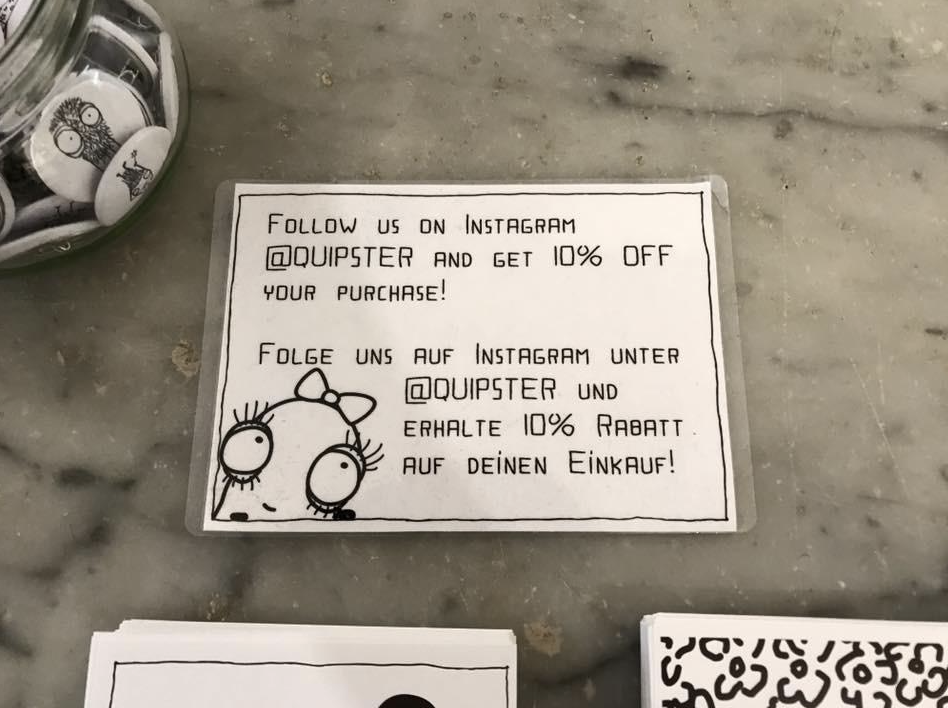 Follow us on Instagram
@QUIPSTER and get 10% OFF
your purchase!
Folge uns auf Instagram unter
@QUIPSTER und
erhalte 10% Rabatt
auf deinen Einkauf!